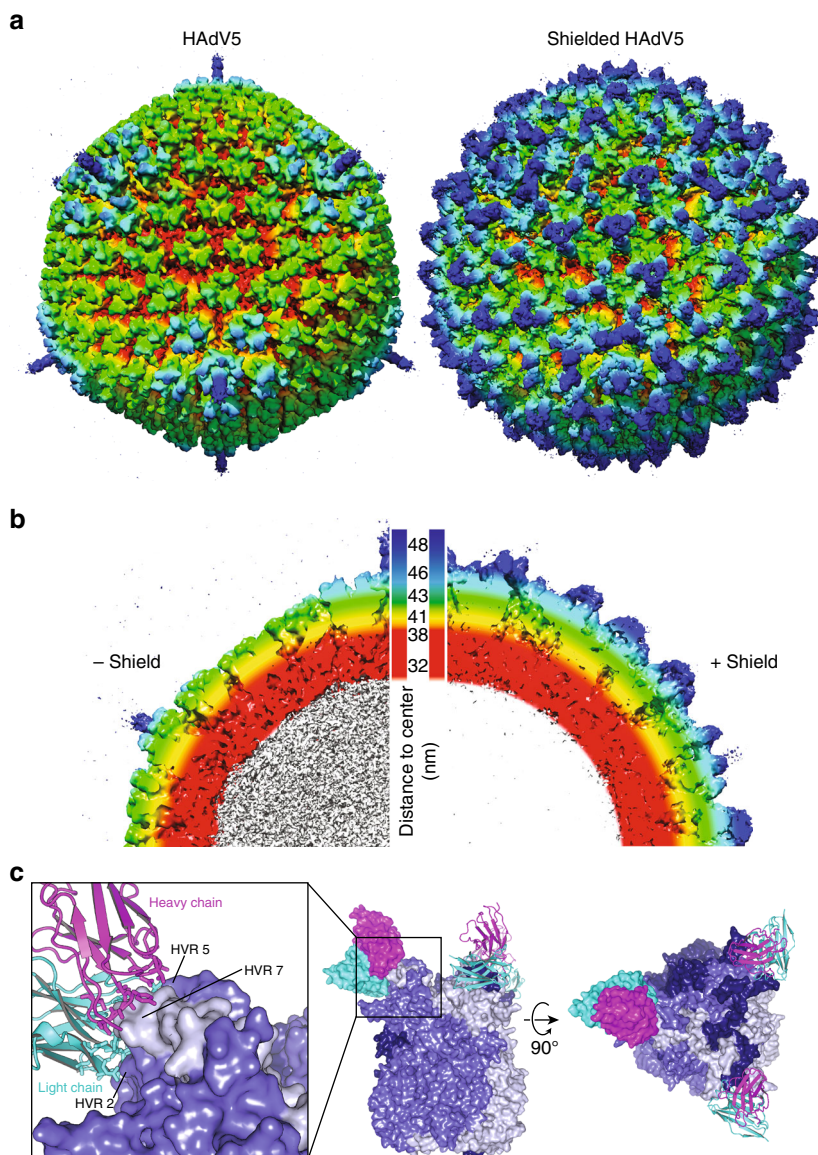 a
HAdV5
Shielded HAdV5
b
48
46
43
41
38
32
– Shield
+ Shield
Distance to center
(nm)
c
Heavy chain
HVR 5
HVR 7
Light chain
HVR 2
90°